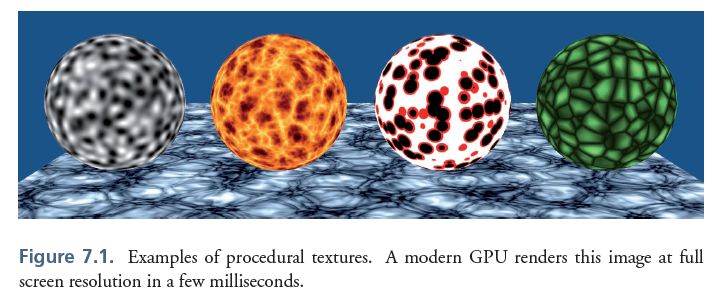 Figure 7.1. Examples of procedural textures. A modern GPU renders this image at full
screen resolution in a few milliseconds.